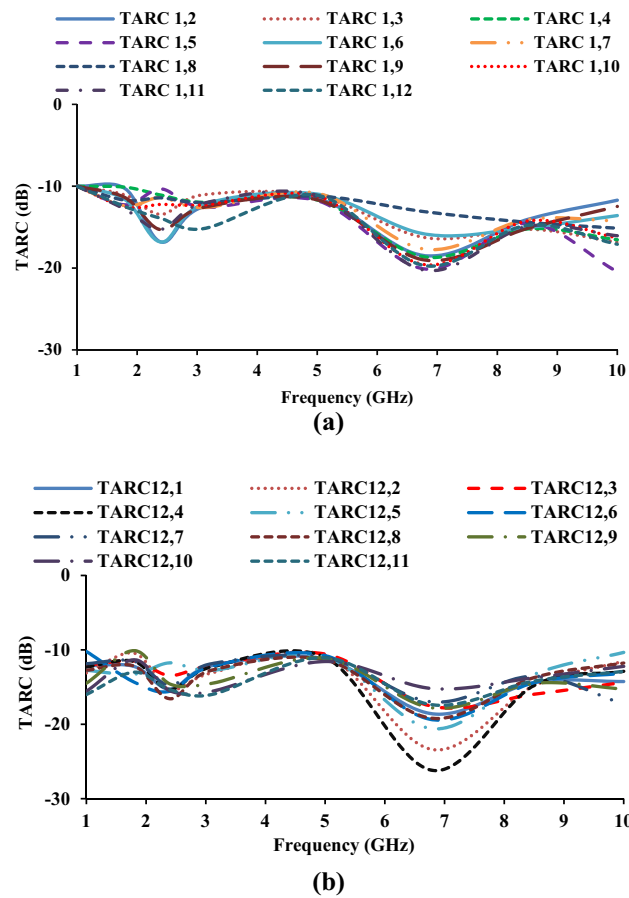 TARC 1,2 TARC 1,3 TARC 1,4
TARC 1,5 TARC 1,6 TARC 1,7
TARC 1,8 TARC 1,9 TARC 1,10
TARC 1,11 TARC 1,12
0
-10
-20
-30
TARC (dB)
1 2 3 4 5 6 7 8 9 10
Frequency (GHz)
(a)
TARC12,1 TARC12,2 TARC12,3
TARC12,4 TARC12,5 TARC12,6
TARC12,7 TARC12,8 TARC12,9
TARC12,10 TARC12,11
0
-10
-20
-30
TARC (dB)
1 2 3 4 5 6 7 8 9 10
Frequency (GHz)
(b)